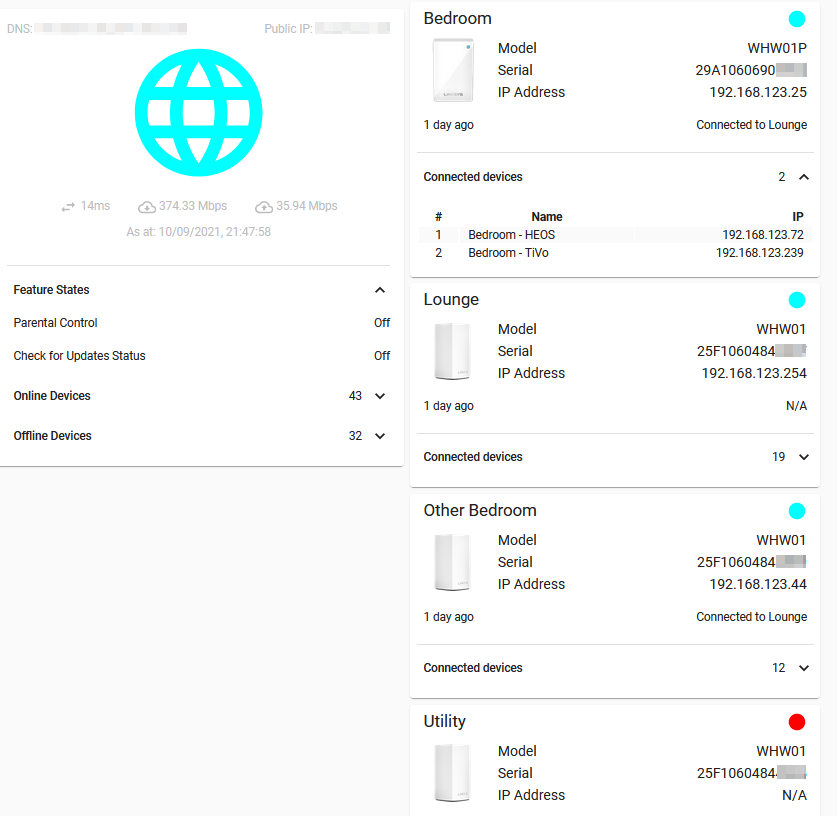 DNS:
Public IP:
14ms 374.33 Mbps 35.94 Mbps
As at: 10/09/2021, 21:47:58
Feature States
Parental Control Off
Check for Updates Status Off
Online Devices 43
Offline Devices 32
Bedroom
Model WHW01P
Serial 29A1060690
IP Address 192.168.123.25
1 day ago Connected to Lounge
Connected devices 2
# Name IP
1 Bedroom - HEOS 192.168.123.72
2 Bedroom - TiVo 192.168.123.239
Lounge
Model WHW01
Serial 25F1060484
IP Address 192.168.123.254
1 day ago N/A
Connected devices 19
Other Bedroom
Model WHW01
Serial 25F1060484
IP Address 192.168.123.44
1 day ago Connected to Lounge
Connected devices 12
Utility
Model WHW01
Serial 25F1060484
IP Address N/A